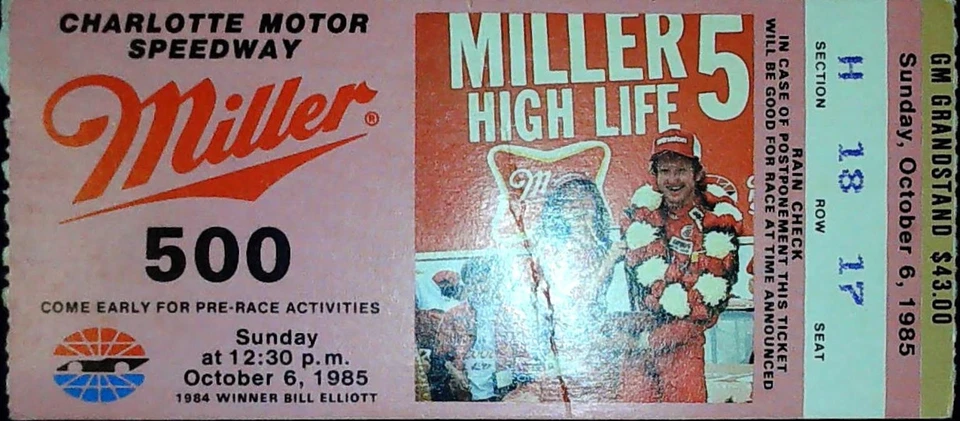 CHARLOTTE MOTOR
SPEEDWAY
Miller®
500
COME EARLY FOR PRE-RACE ACTIVITIES
Sunday
at 12:30 p.m.
October 6, 1985
1984 WINNER BILL ELLIOTT
MILLER 5
HIGH LIFE
M
RAIN CHECK
IN CASE OF POSTPONEMENT THIS TICKET
WILL BE GOOD FOR RACE AT TIME ANNOUNCED
H 18 17
SECTION ROW SEAT
Sunday, October 6, 1985
GM GRANDSTAND $43.00